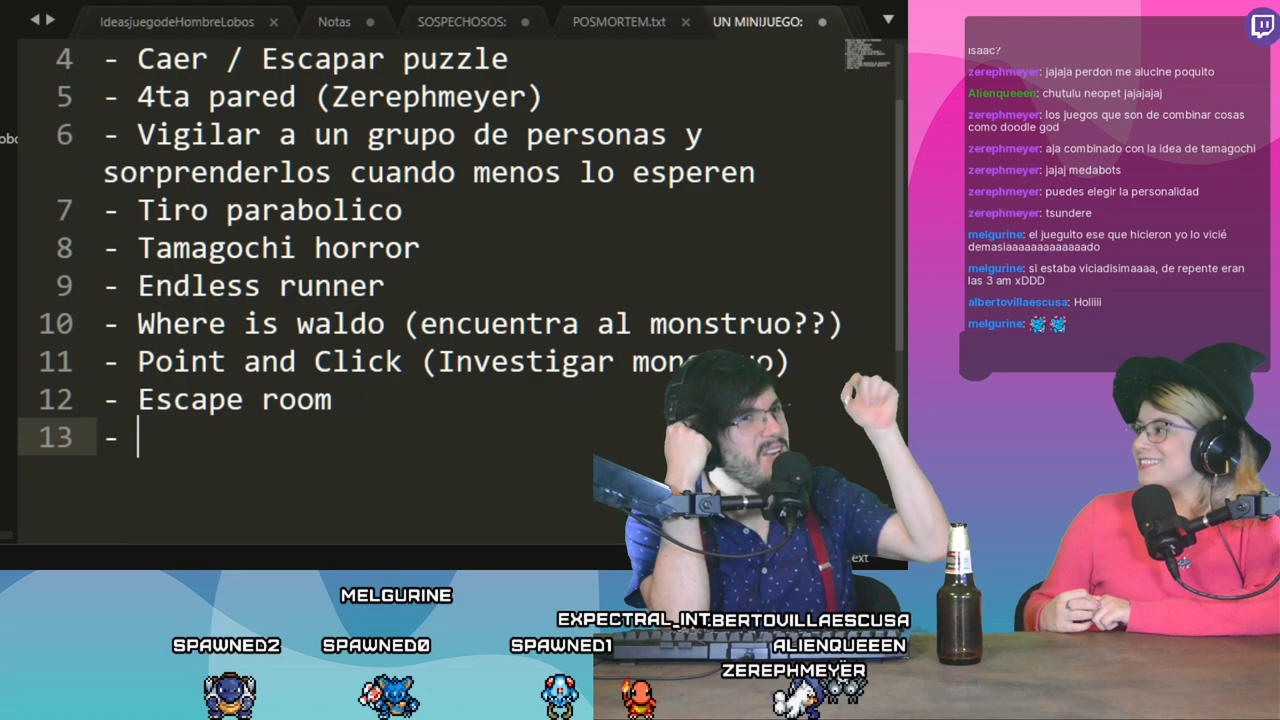 IdeasjuegodeHombreLobos
Notas
SOSPECHOSOS:
POSMORTEM.txt
UN MINIJUEGO:
4 - Caer / Escapar puzzle
5 - 4ta pared (Zerephmeyer)
6 - Vigilar a un grupo de personas y
sorprenderlos cuando menos lo esperen
7 - Tiro parabolico
8 - Tamagochi horror
9 - Endless runner
10 - Where is waldo (encuentra al monstruo??)
11 - Point and Click (Investigar mon
12 - Escape room
13 -
isaac?
zerephmeyer: jajaja perdon me alucine poquito
Alienqueeen: chutulu neopet jajajajaj
zerephmeyer: los juegos que son de combinar cosas
como doodle god
zerephmeyer: aja combinado con la idea de tamagochi
zerephmeyer: jajaj medabots
zerephmeyer: puedes elegir la personalidad
zerephmeyer: tsundere
melgurine: el jueguito ese que hicieron yo lo vicié
demasiaaaaaaaaaaaaado
melgurine: si estaba viciadisimaaaa, de repente eran
las 3 am xDDD
albertovillaescusa: Holiiii
melgurine:
MELGURINE
SPAWNED2
SPAWNED0
SPAWNED1
EXPECTRAL_INT
BERTOVILLAESCUSA
ALIENQUEEEN
ZEREPHMEYER